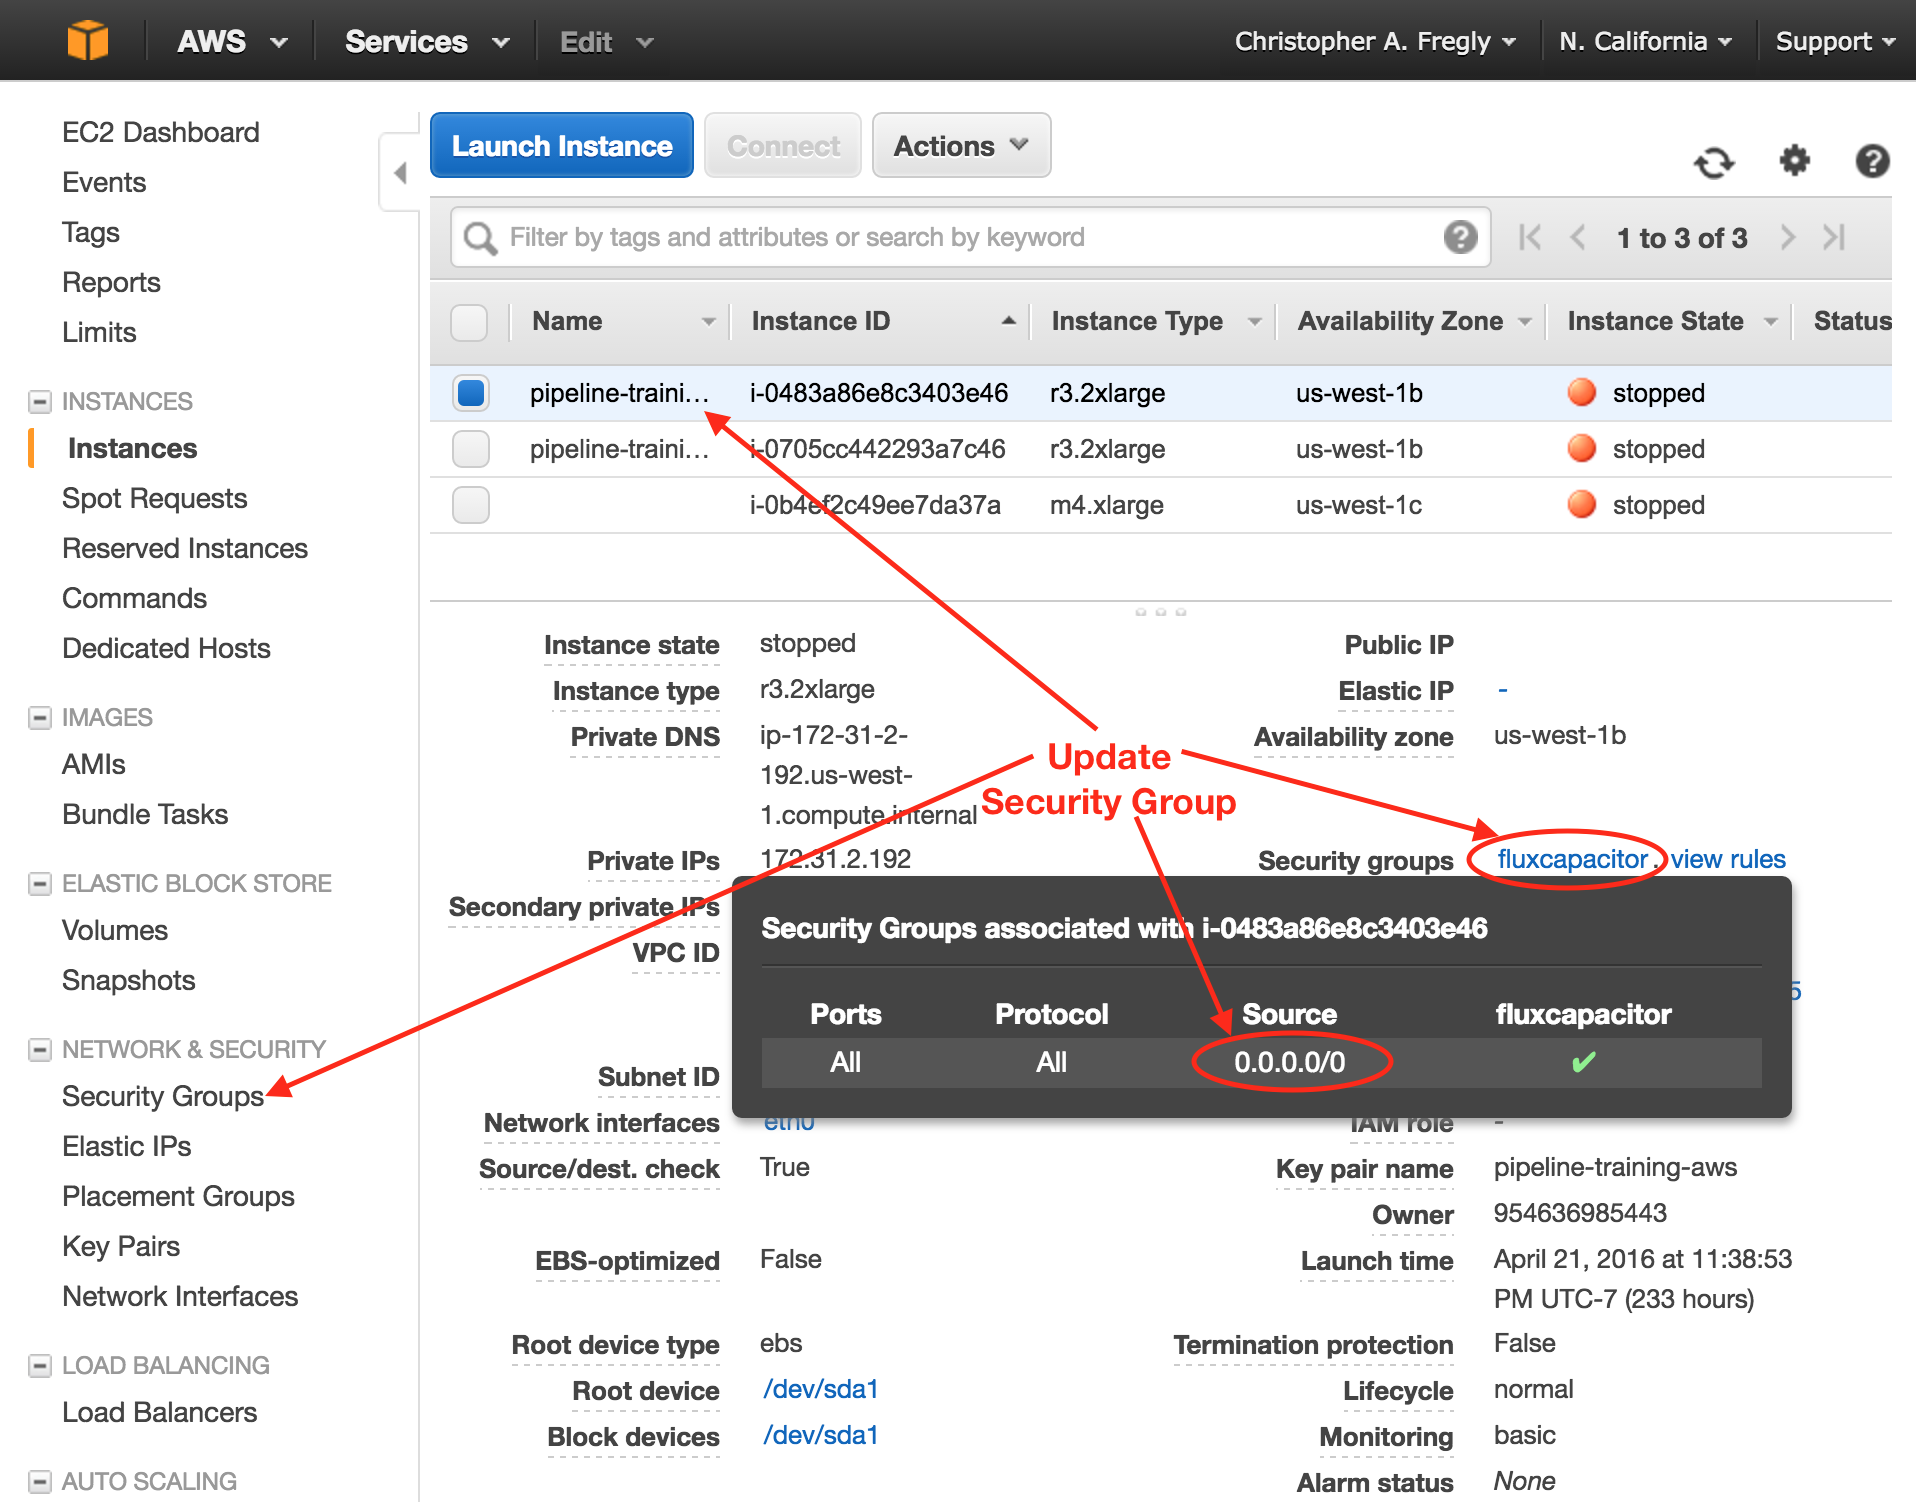 AWS Services Edit Christopher A. Fregly N. California Support
EC2 Dashboard
Events
Tags
Reports
Limits
INSTANCES
Instances
Spot Requests
Reserved Instances
Commands
Dedicated Hosts
IMAGES
AMIs
Bundle Tasks
ELASTIC BLOCK STORE
Volumes
Snapshots
NETWORK & SECURITY
Security Groups
Elastic IPs
Placement Groups
Key Pairs
Network Interfaces
LOAD BALANCING
Load Balancers
AUTO SCALING
Launch Instance Connect Actions
Filter by tags and attributes or search by keyword ? 1 to 3 of 3
Name Instance ID Instance Type Availability Zone Instance State Status
pipeline-traini... i-0483a86e8c3403e46 r3.2xlarge us-west-1b stopped
pipeline-traini... i-0705cc442293a7c46 r3.2xlarge us-west-1b stopped
i-0b4ef2c49ee7da37a m4.xlarge us-west-1c stopped
Instance state stopped
Instance type r3.2xlarge
Private DNS ip-172-31-2-
192.us-west-
1.compute.internal
Private IPs 172.31.2.192
Secondary private IPs
VPC ID
Subnet ID
Network interfaces eth0
Source/dest. check True
EBS-optimized False
Root device type ebs
Root device /dev/sda1
Block devices /dev/sda1
Update
Security Group
Public IP
Elastic IP -
Availability zone us-west-1b
Security groups fluxcapacitor . view rules
Security Groups associated with i-0483a86e8c3403e46
Ports Protocol Source fluxcapacitor
All All 0.0.0.0/0 ✔
5
IAM role -
Key pair name pipeline-training-aws
Owner 954636985443
Launch time April 21, 2016 at 11:38:53
PM UTC-7 (233 hours)
Termination protection False
Lifecycle normal
Monitoring basic
Alarm status None